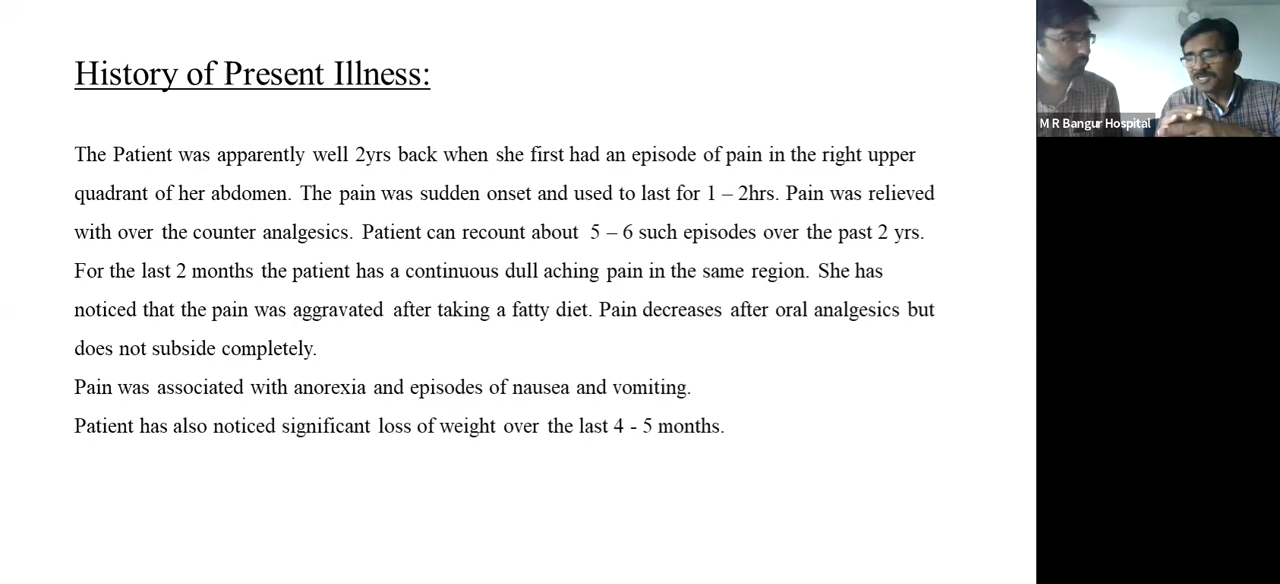 History of Present Illness:
The Patient was apparently well 2yrs back when she first had an episode of pain in the right upper
quadrant of her abdomen. The pain was sudden onset and used to last for 1 – 2hrs. Pain was relieved
with over the counter analgesics. Patient can recount about 5 – 6 such episodes over the past 2 yrs.
For the last 2 months the patient has a continuous dull aching pain in the same region. She has
noticed that the pain was aggravated after taking a fatty diet. Pain decreases after oral analgesics but
does not subside completely.
Pain was associated with anorexia and episodes of nausea and vomiting.
Patient has also noticed significant loss of weight over the last 4 - 5 months.
M R Bangur Hospital